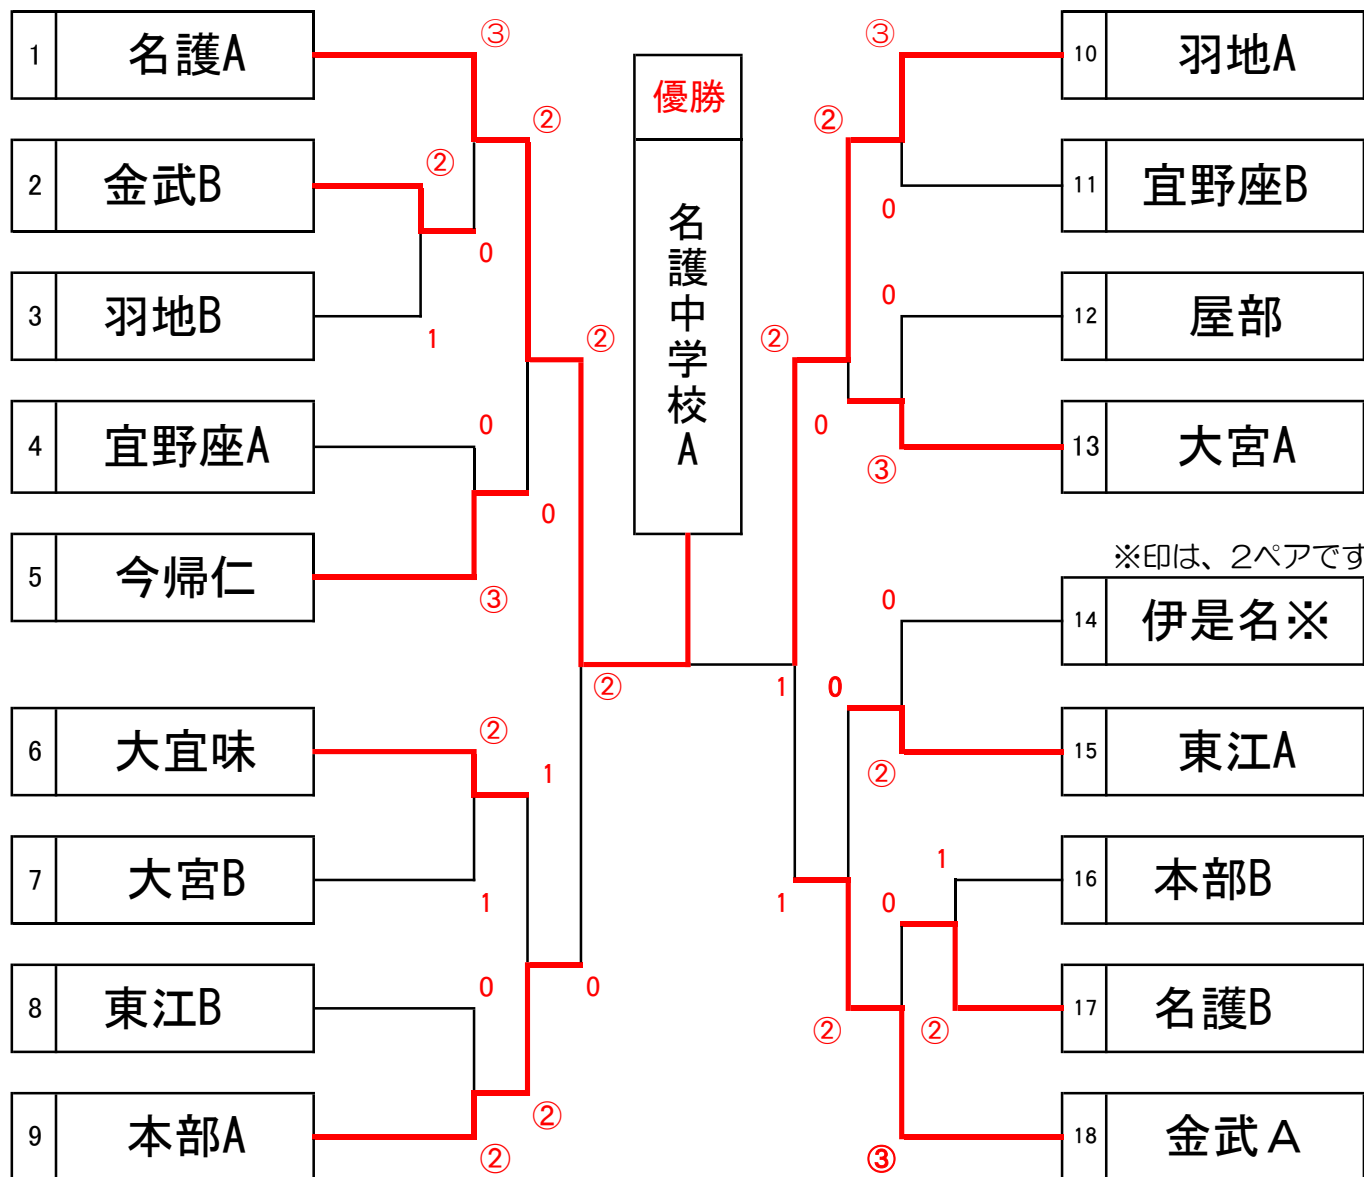 1 名護A
2 金武B
3 羽地B
4 宜野座A
5 今帰仁
6 大宜味
7 大宮B
8 東江B
9 本部A
③
②
②
0
1
0
0
③
②
②
②
1
1
0
0
②
②
優勝
名護中学校A
③
②
0
0
②
0
③
0
1
0
②
1
1
0
②
②
③
10 羽地A
11 宜野座B
12 屋部
13 大宮A
※印は、2ペアです
14 伊是名※
15 東江A
16 本部B
17 名護B
18 金武A